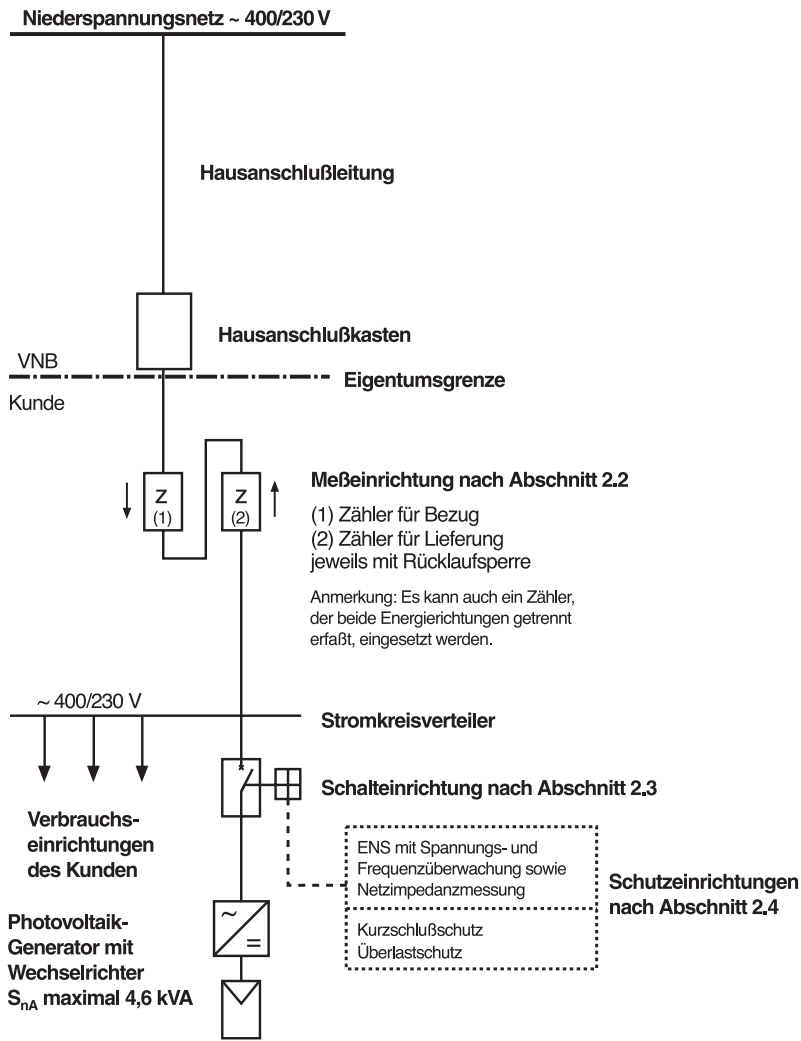 Niederspannungsnetz ~ 400/230 V
Hausanschlußleitung
Hausanschlußkasten
VNB
Eigentumsgrenze
Kunde
Z
(1)
Z
(2)
Meßeinrichtung nach Abschnitt 2.2
(1) Zähler für Bezug
(2) Zähler für Lieferung
jeweils mit Rücklaufsperre
Anmerkung: Es kann auch ein Zähler,
der beide Energierichtungen getrennt
erfaßt, eingesetzt werden.
~ 400/230 V
Stromkreisverteiler
Schalteinrichtung nach Abschnitt 2.3
Verbrauchs-
einrichtungen
des Kunden
ENS mit Spannungs- und
Frequenzüberwachung sowie
Netzimpedanzmessung
Kurzschlußschutz
Überlastschutz
Schutzeinrichtungen
nach Abschnitt 2.4
Photovoltaik-
Generator mit
Wechselrichter
SnA maximal 4,6 kVA
~
=